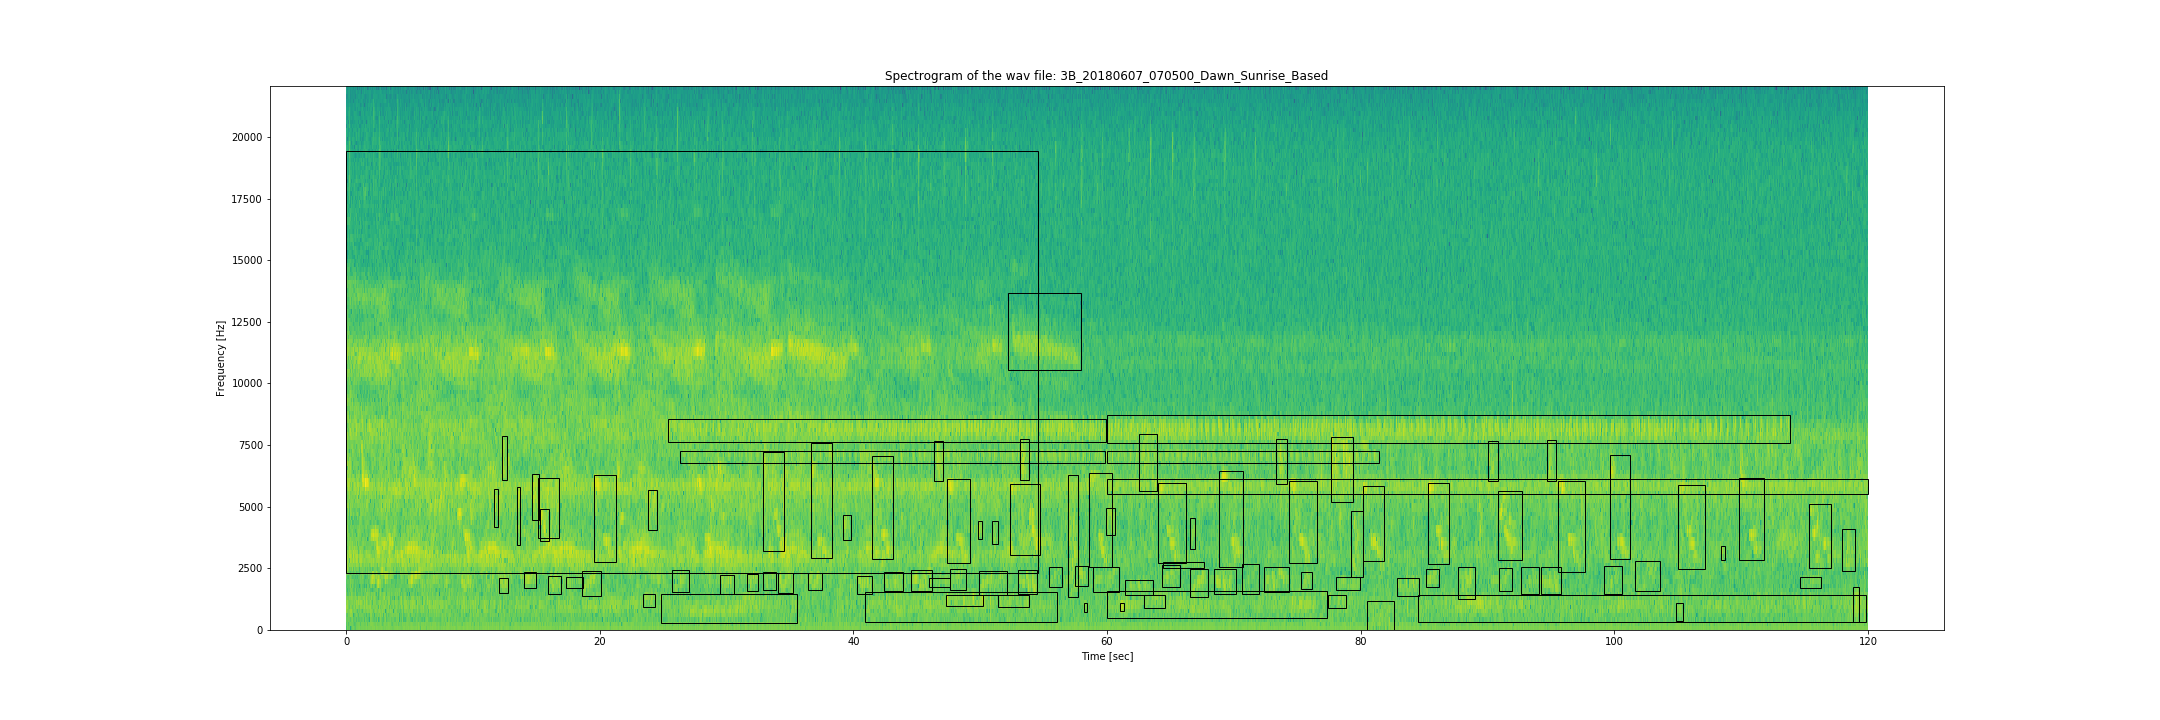 Spectrogram of the wav file: 3B_20180607_070500_Dawn_Sunrise_Based
Frequency [Hz]
20000
17500
15000
12500
10000
7500
5000
2500
0
0 20 40 60 80 100 120
Time [sec]